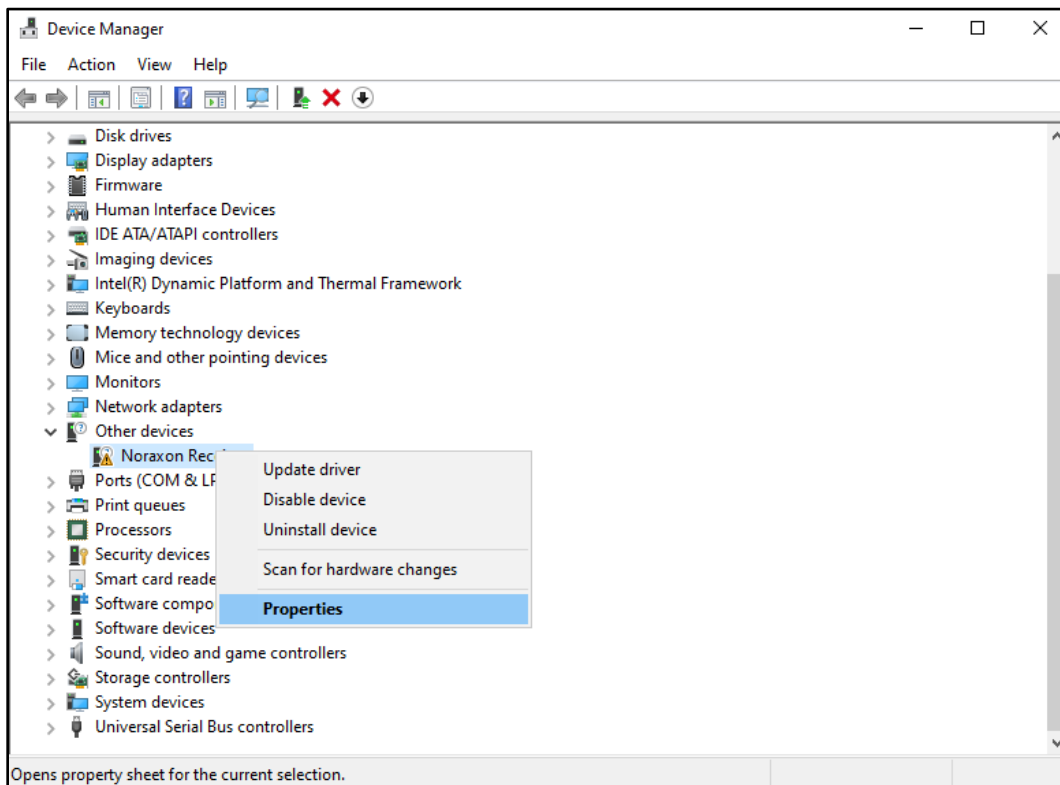 Device Manager
File Action View Help
Disk drives
Display adapters
Firmware
Human Interface Devices
IDE ATA/ATAPI controllers
Imaging devices
Intel(R) Dynamic Platform and Thermal Framework
Keyboards
Memory technology devices
Mice and other pointing devices
Monitors
Network adapters
Other devices
Noraxon
Ports (COM &
Print queues
Processors
Security devices
Smart card
Software
Software devices
Sound, video and game controllers
Storage controllers
System devices
Universal Serial Bus controllers
Update driver
Disable device
Uninstall device
Scan for hardware changes
Properties
Opens property sheet for the current selection.